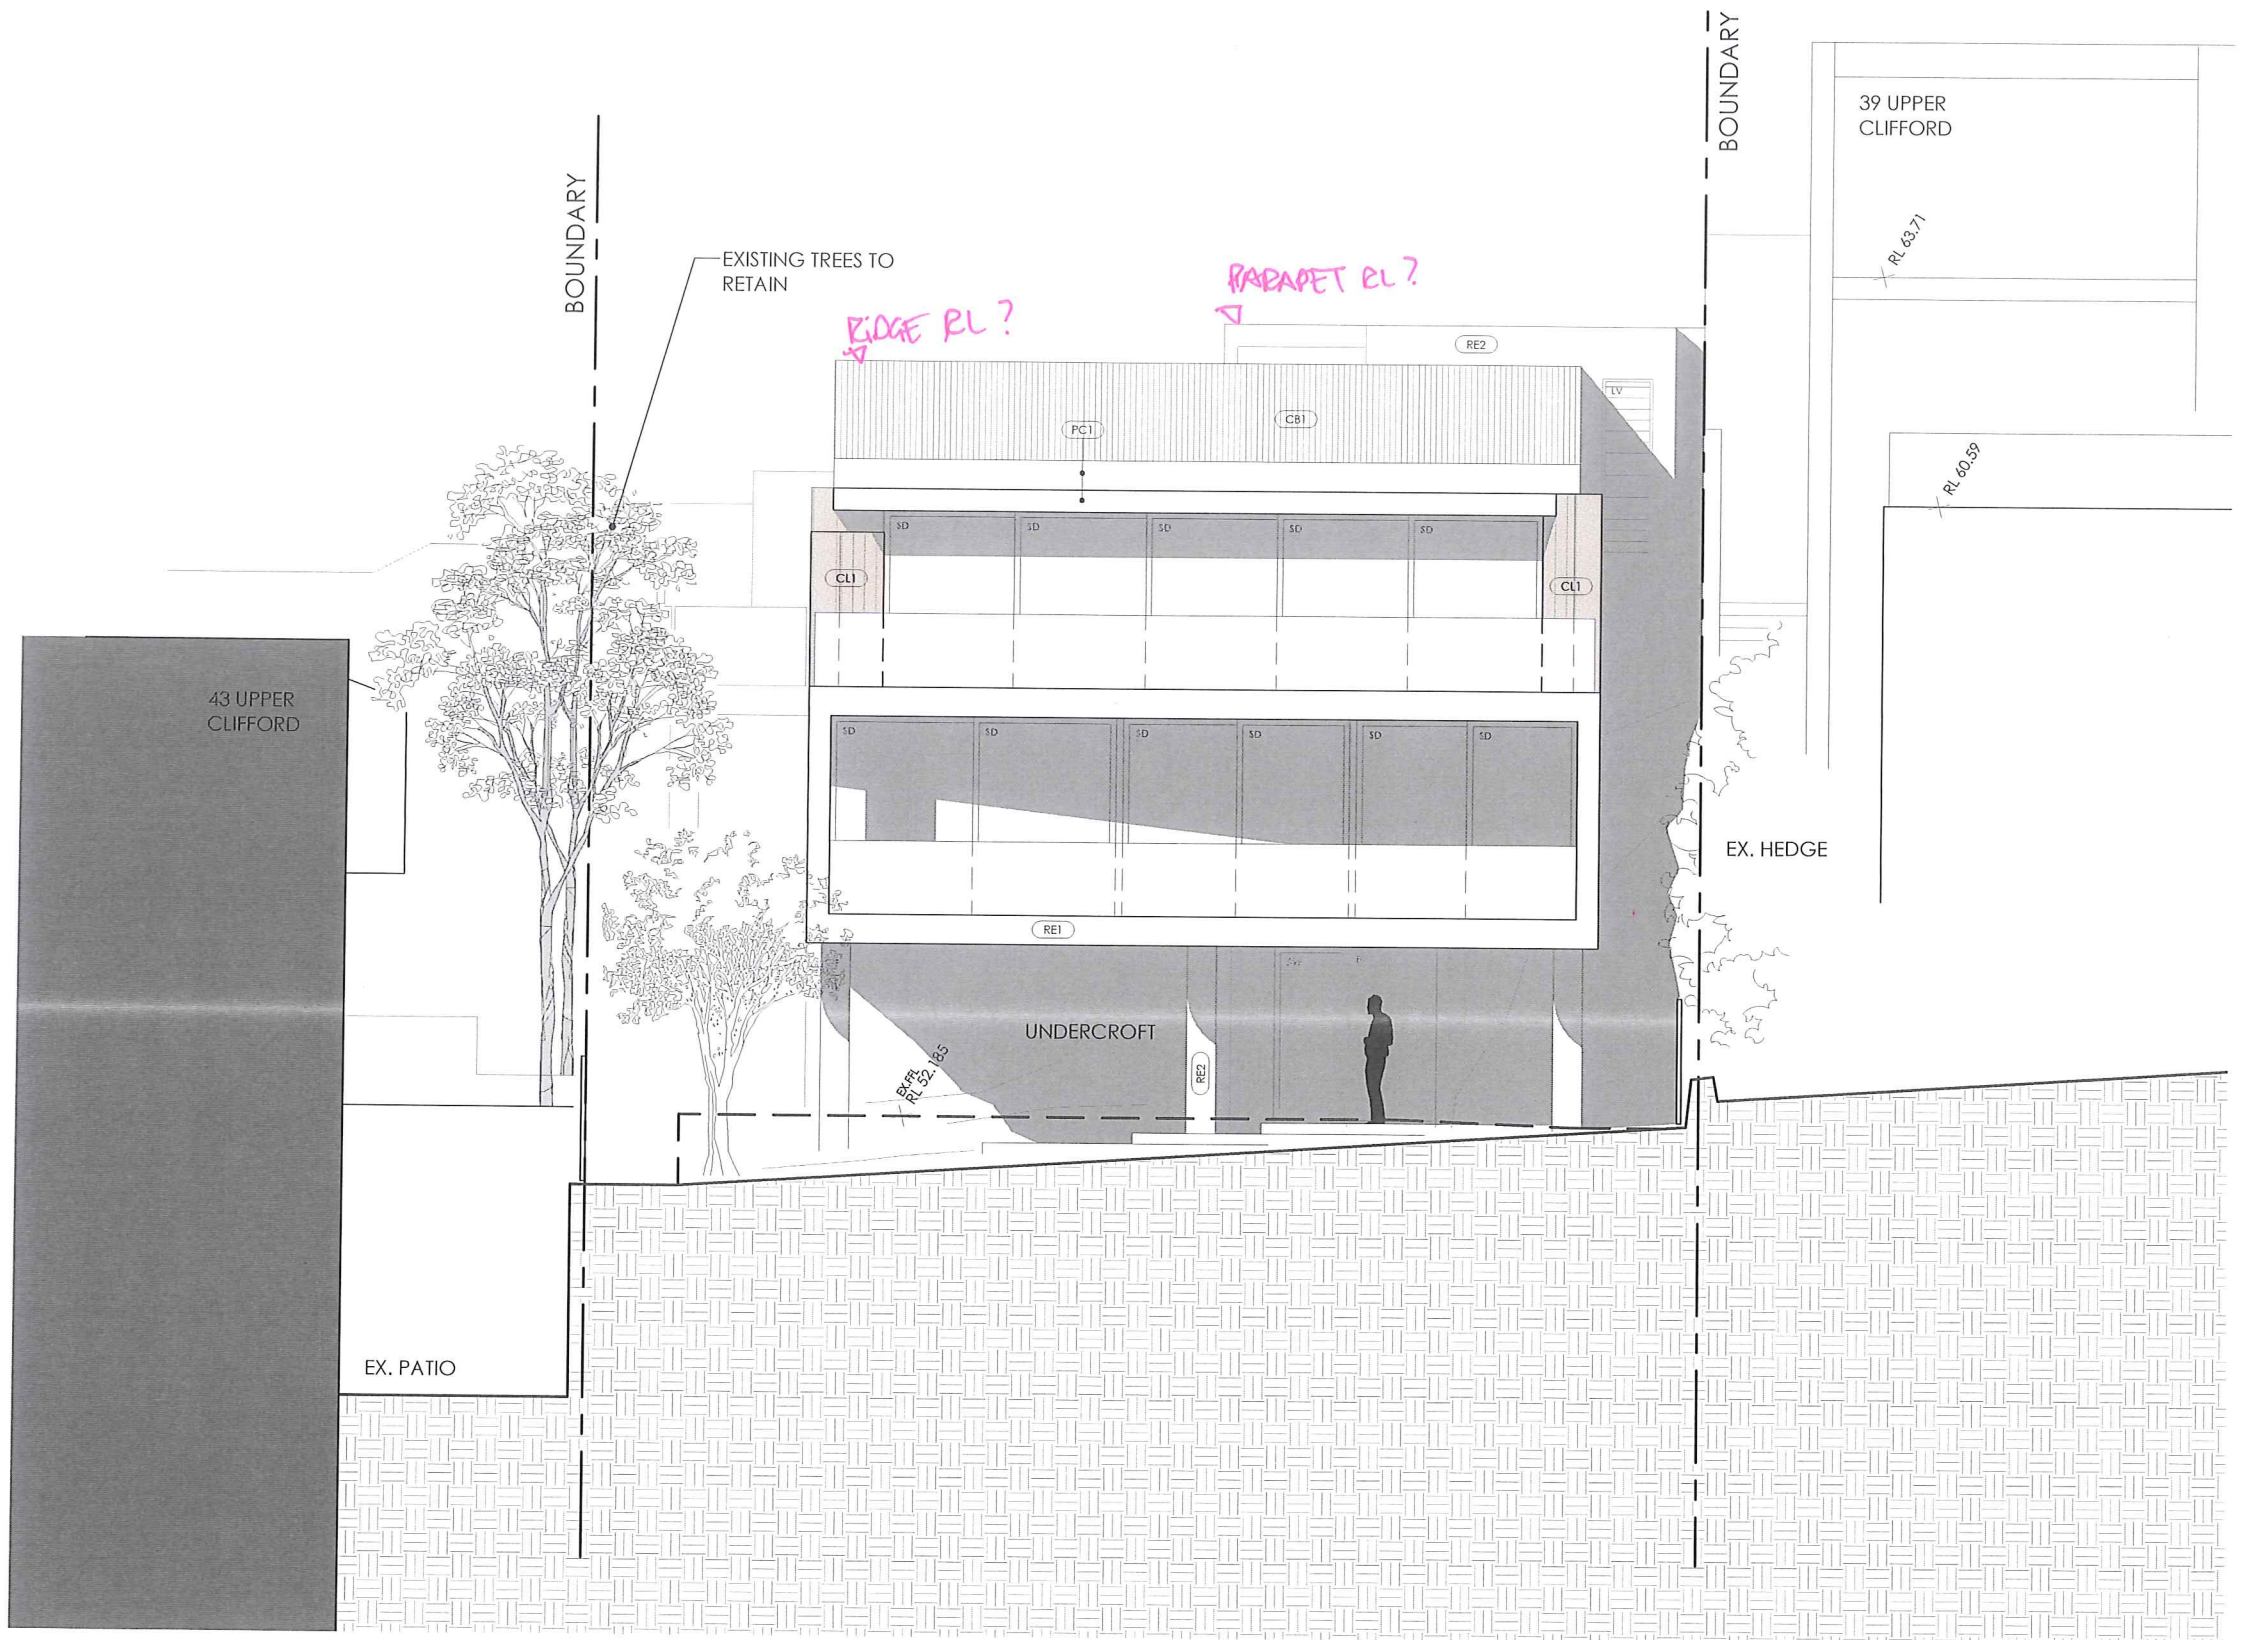 BOUNDARY
BOUNDARY
39 UPPER
CLIFFORD
RL 63.71
EXISTING TREES TO
RETAIN
RIDGE RL ?
PARAPET RL ?
RE2
LV
PC1
CB1
RL 60.59
SD
SD
SD
SD
SD
CL1
CL1
43 UPPER
CLIFFORD
SD
SD
SD
SD
SD
SD
EX. HEDGE
RE1
UNDERCROFT
EX.FFL
RL 52.185
RE2
EX. PATIO